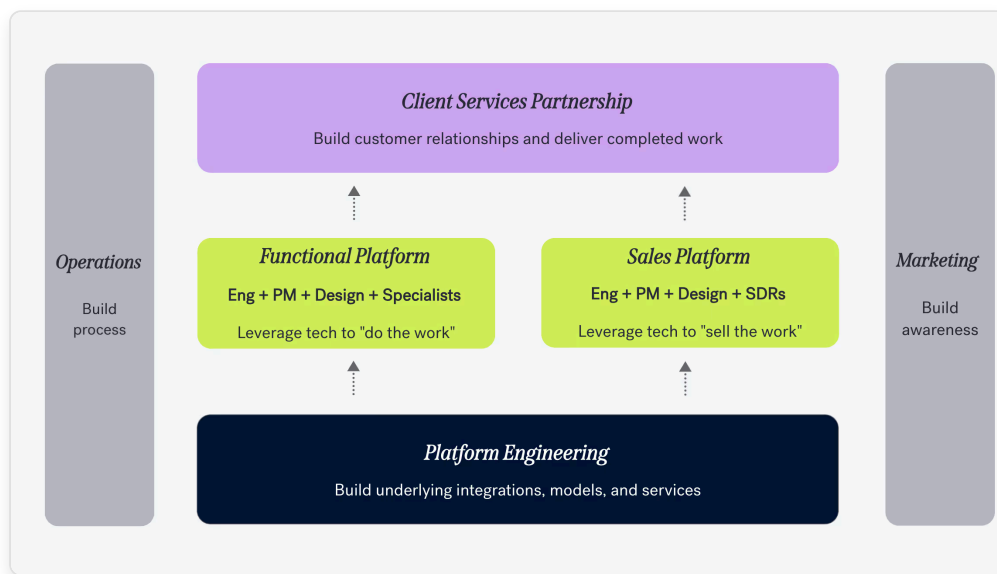 Client Services Partnership
Build customer relationships and deliver completed work
Operations
Build
process
Functional Platform
Eng + PM + Design + Specialists
Leverage tech to "do the work"
Sales Platform
Eng + PM + Design + SDRs
Leverage tech to "sell the work"
Marketing
Build
awareness
Platform Engineering
Build underlying integrations, models, and services